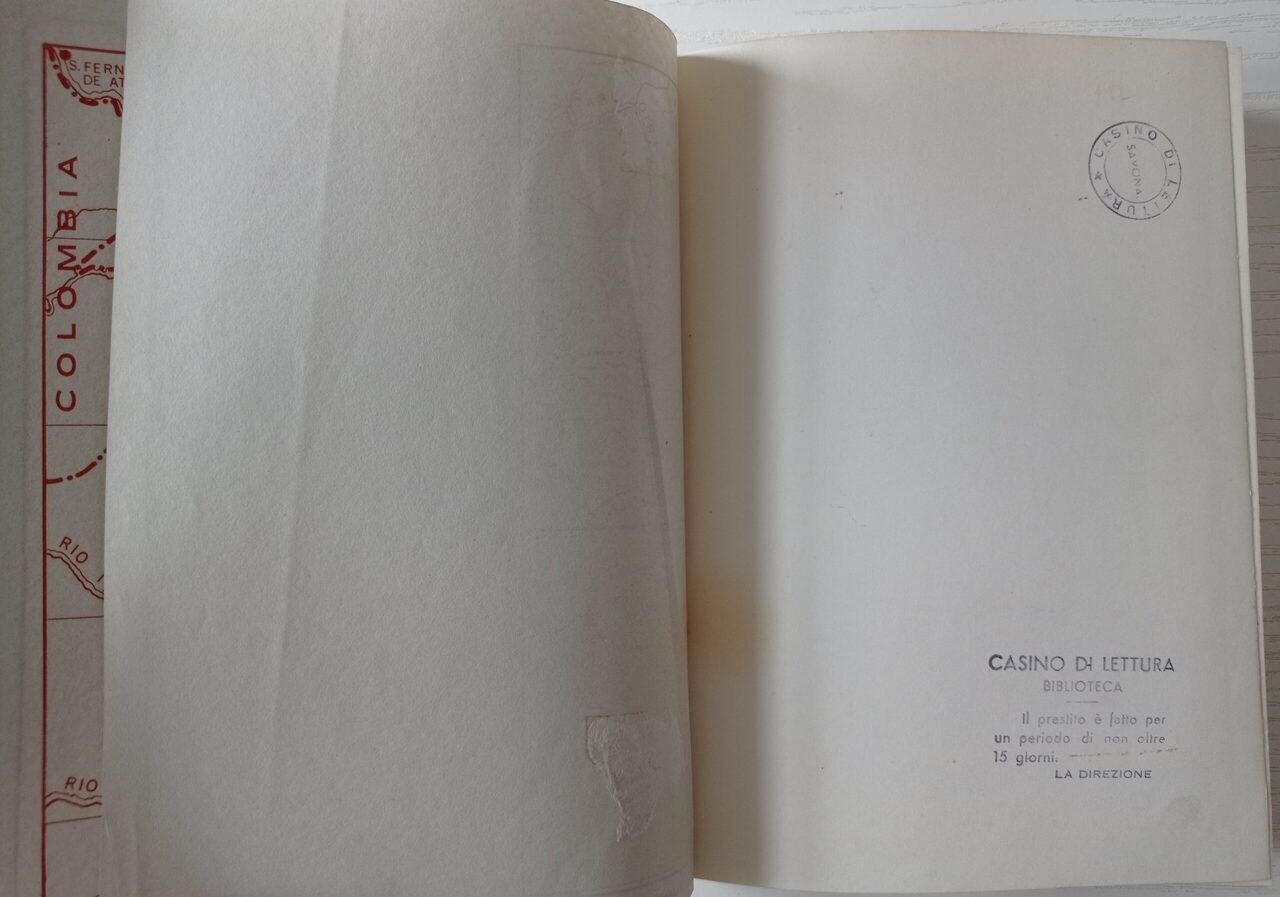 S. FERN
DE AT
COLOMBIA
RIO
RIO
CASINO DI LETTURA
SAVONA
CASINO DI LETTURA
BIBLIOTECA
Il prestito è fatto per
un periodo di non oltre
15 giorni.
LA DIREZIONE